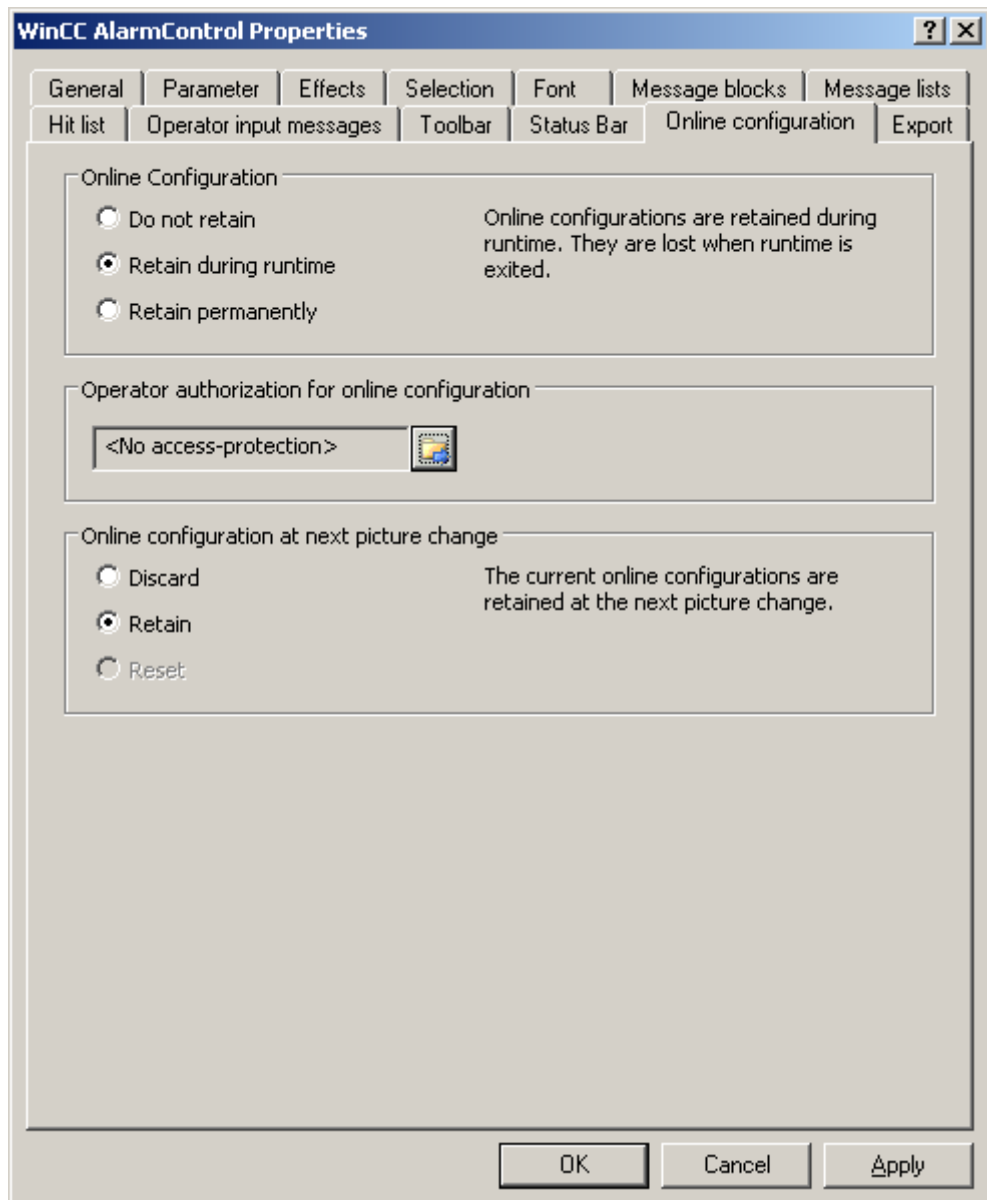 WinCC AlarmControl Properties
General Parameter Effects Selection Font Message blocks Message lists
Hit list Operator input messages Toolbar Status Bar Online configuration Export
Online Configuration
Do not retain
Retain during runtime
Retain permanently
Online configurations are retained during
runtime. They are lost when runtime is
exited.
Operator authorization for online configuration
<No access-protection>
Online configuration at next picture change
Discard
Retain
Reset
The current online configurations are
retained at the next picture change.
OK Cancel Apply